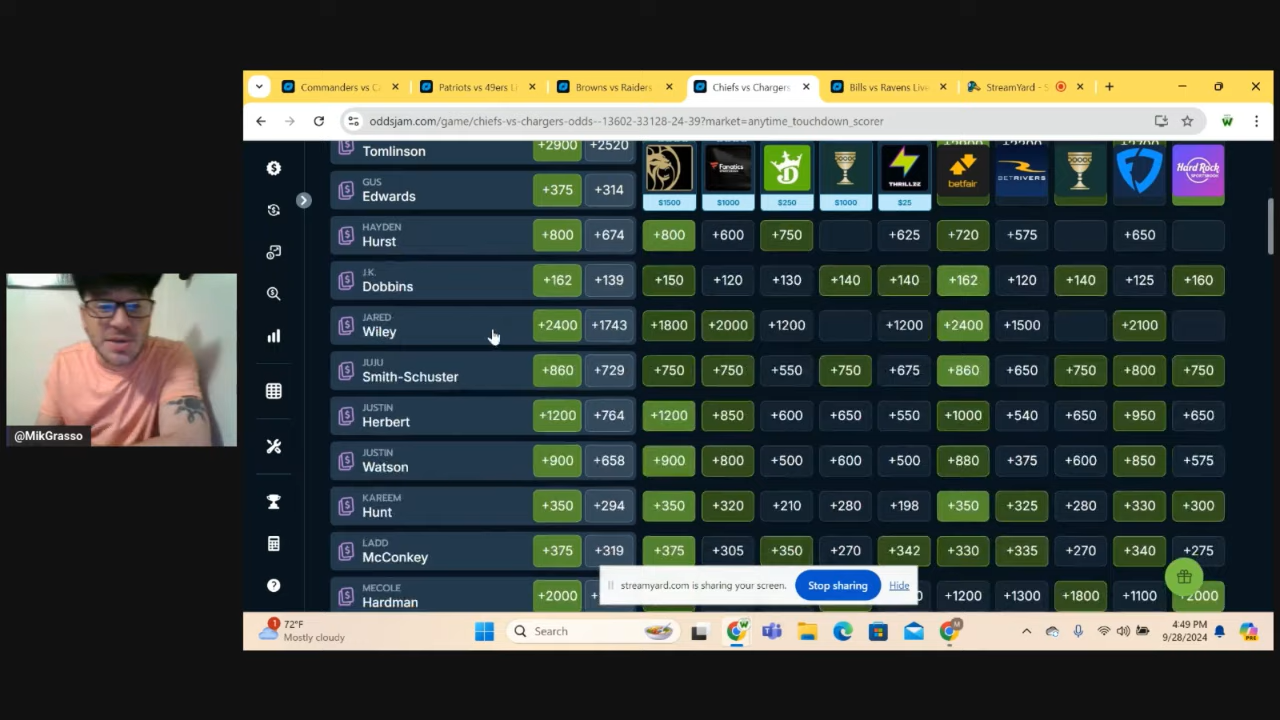 Commanders vs C
Patriots vs 49ers L
Browns vs Raiders
Chiefs vs Chargers
Bills vs Ravens Live
StreamYard - S
oddsjam.com/game/chiefs-vs-chargers-odds--13602-33128-24-39?market=anytime_touchdown_scorer
Tomlinson +2900 +2520
BETRIVERS
betfair
Fanatics
THRILLZZ
Hard Rock
$1500 $1000 $250 $1000 $25
GUS
Edwards +375 +314
HAYDEN
Hurst +800 +674 +800 +600 +750 +625 +720 +575 +650
J.K.
Dobbins +162 +139 +150 +120 +130 +140 +140 +162 +120 +140 +125 +160
JARED
Wiley +2400 +1743 +1800 +2000 +1200 +1200 +2400 +1500 +2100
JUJU
Smith-Schuster +860 +729 +750 +750 +550 +750 +675 +860 +650 +750 +800 +750
JUSTIN
Herbert +1200 +764 +1200 +850 +600 +650 +550 +1000 +540 +650 +950 +650
JUSTIN
Watson +900 +658 +900 +800 +500 +600 +500 +880 +375 +600 +850 +575
KAREEM
Hunt +350 +294 +350 +320 +210 +280 +198 +350 +325 +280 +330 +300
LADD
McConkey +375 +319 +375 +305 +350 +270 +342 +330 +335 +270 +340 +275
MECOLE
Hardman +2000 +1200 +1300 +1800 +1100 +2000
streamyard.com is sharing your screen. Stop sharing Hide
@MikGrasso
1
72°F
Mostly cloudy
Search
4:49 PM
9/28/2024